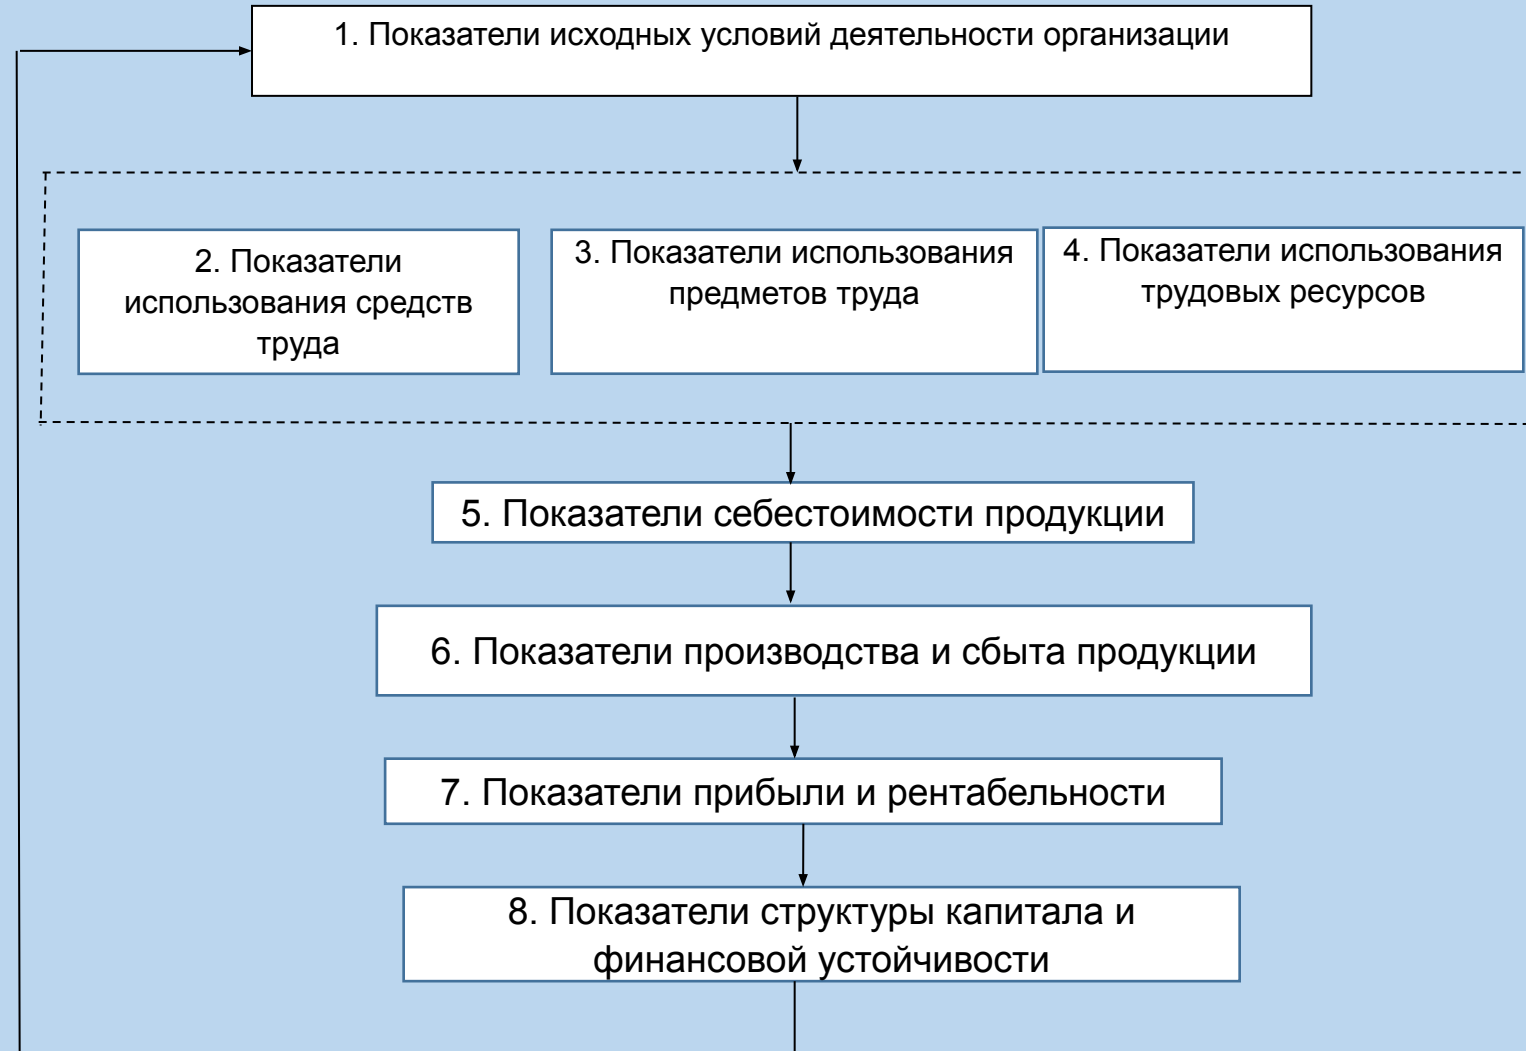 1. Показатели исходных условий деятельности организации
2. Показатели
использования средств
труда
3. Показатели использования
предметов труда
4. Показатели использования
трудовых ресурсов
5. Показатели себестоимости продукции
6. Показатели производства и сбыта продукции
7. Показатели прибыли и рентабельности
8. Показатели структуры капитала и
финансовой устойчивости